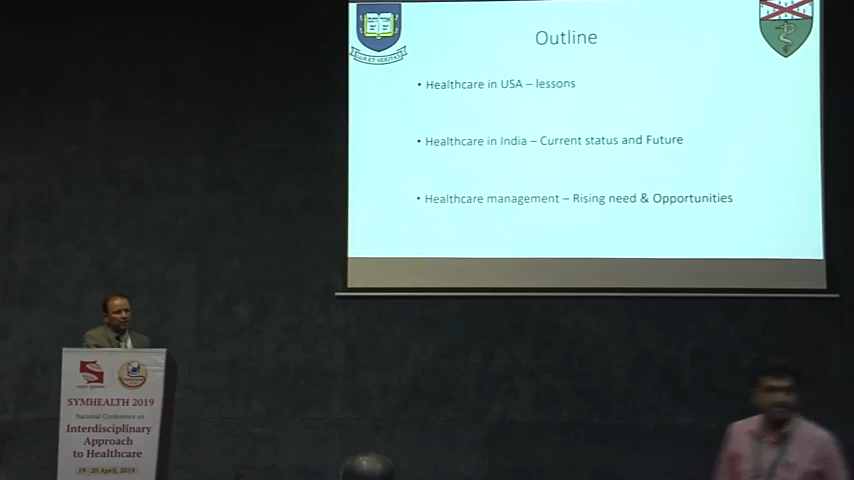 Outline
• Healthcare in USA – lessons
• Healthcare in India – Current status and Future
• Healthcare management – Rising need & Opportunities
SYMHEALTH 2019
National Conference on
Interdisciplinary
Approach
to Healthcare
19 | 20 April, 2019